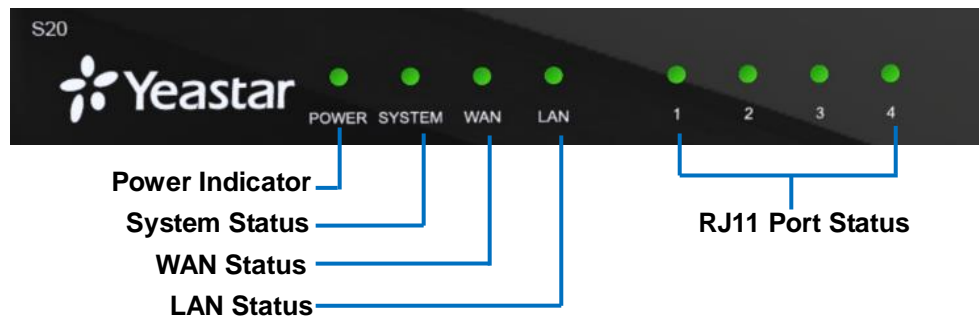 S20
Yeastar
POWER SYSTEM WAN LAN 1 2 3 4
Power Indicator
System Status
RJ11 Port Status
WAN Status
LAN Status